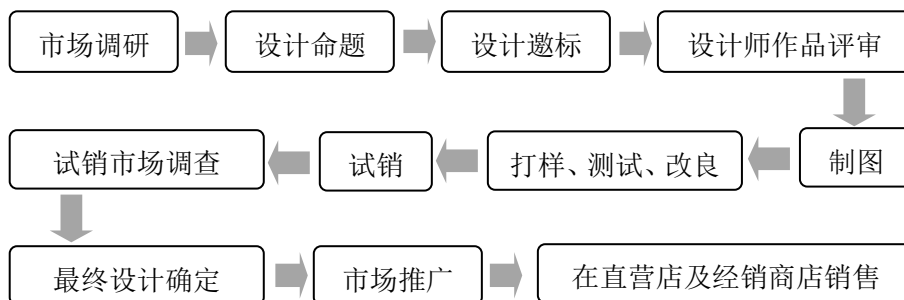 市场调研 设计命题 设计邀标 设计师作品评审
试销市场调查 试销 打样、测试、改良 制图
最终设计确定 市场推广 在直营店及经销商店销售